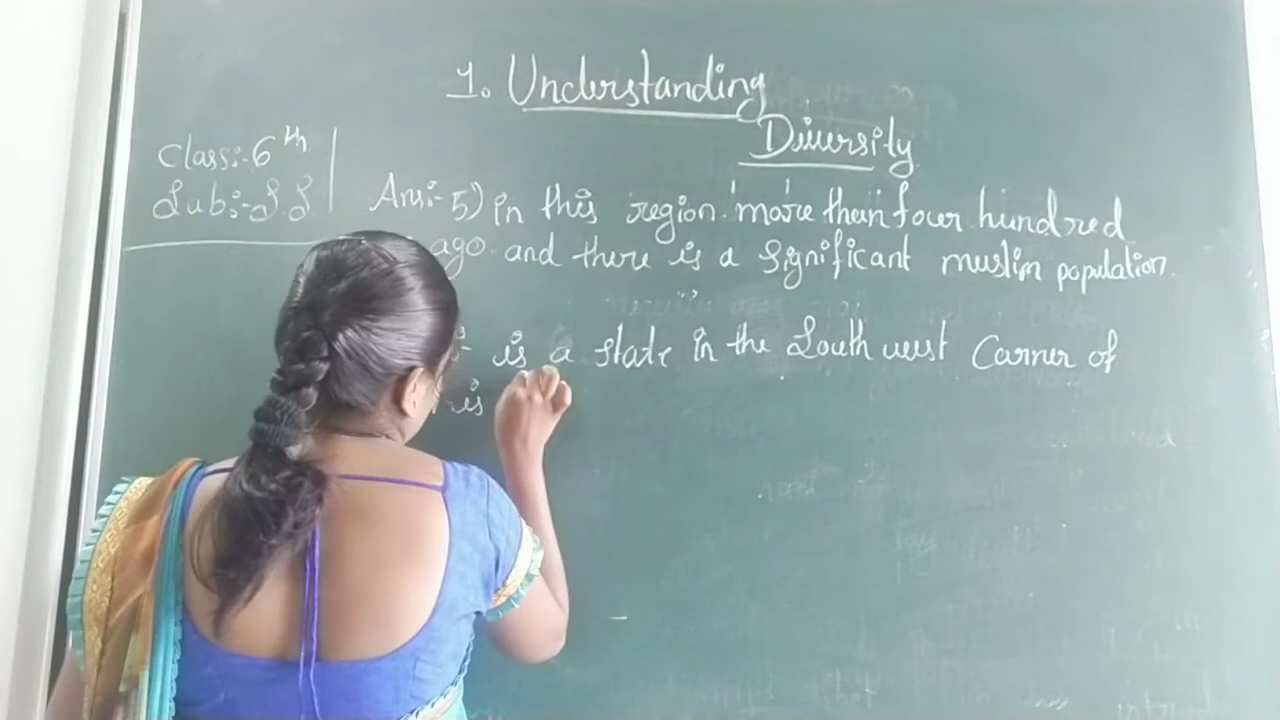 1. Understanding
Diversity
Class:-6th
Sub:-S.S
Ans:-5) in this region. more than four hundred
ago. and there is a significant muslim population.
is a state in the South west Corner of
is